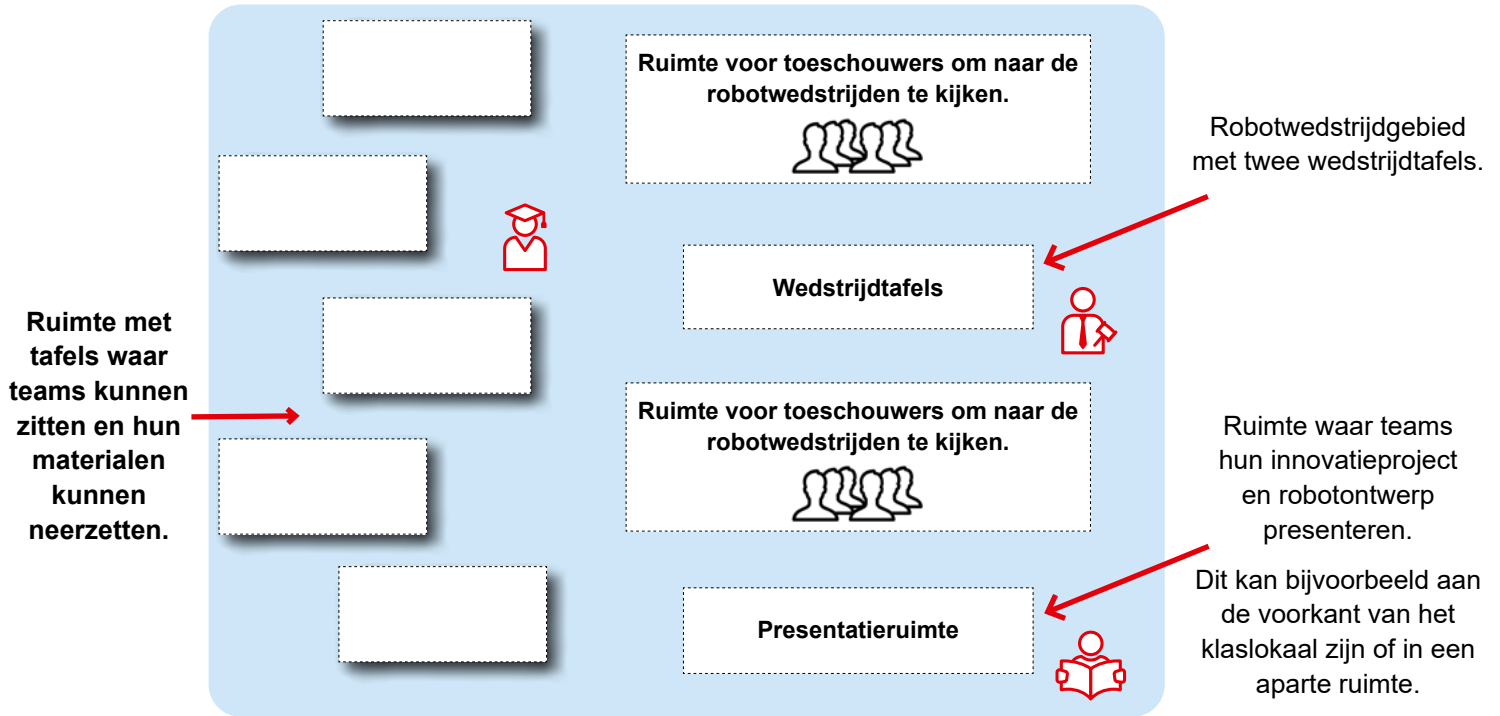 Ruimte met
tafels waar
teams kunnen
zitten en hun
materialen
kunnen
neerzetten.
Ruimte voor toeschouwers om naar de
robotwedstrijden te kijken.
Wedstrijdtafels
Ruimte voor toeschouwers om naar de
robotwedstrijden te kijken.
Presentatieruimte
Robotwedstrijdgebied
met twee wedstrijdtafels.
Ruimte waar teams
hun innovatieproject
en robotontwerp
presenteren.
Dit kan bijvoorbeeld aan
de voorkant van het
klaslokaal zijn of in een
aparte ruimte.